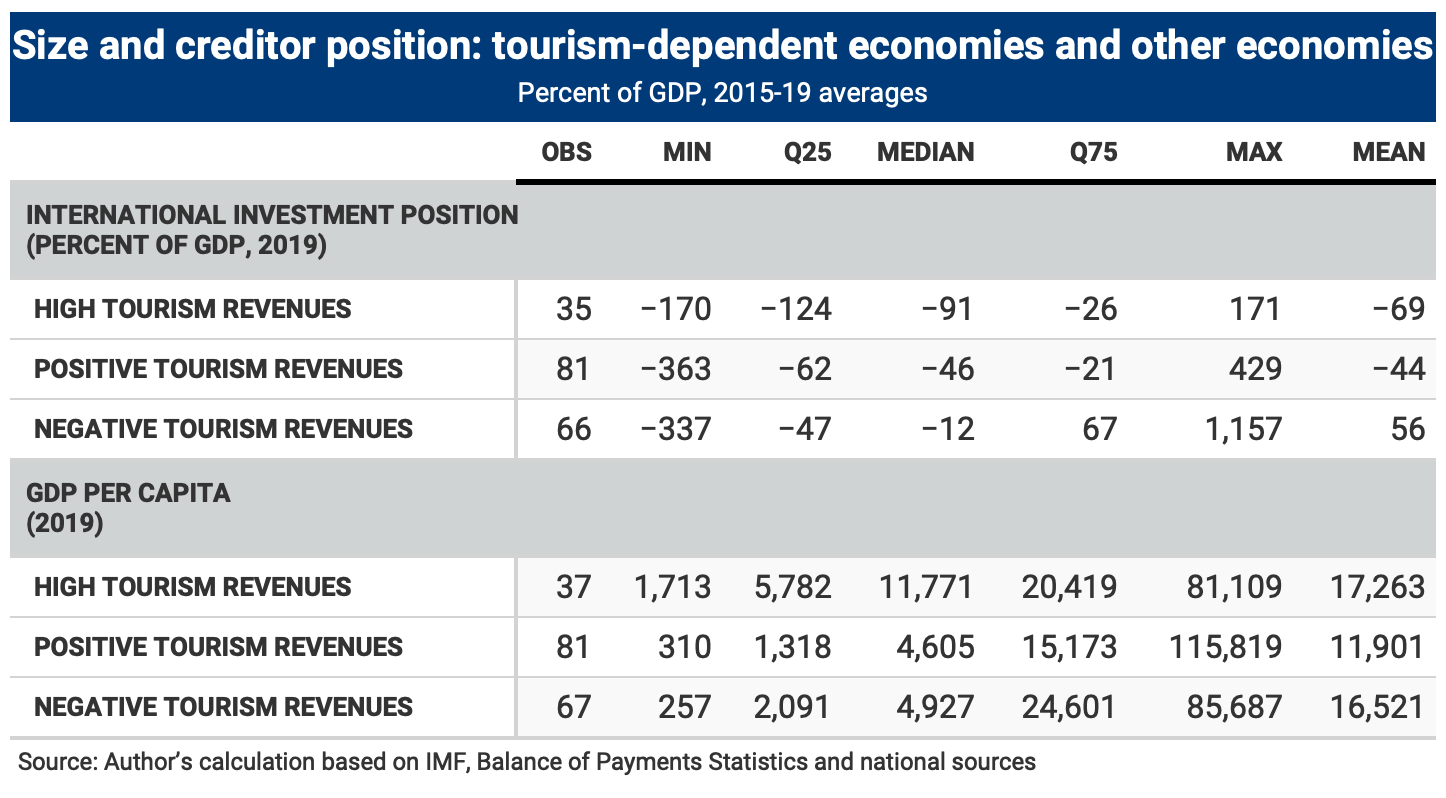 Size and creditor position: tourism-dependent economies and other economies
Percent of GDP, 2015-19 averages
OBS MIN Q25 MEDIAN Q75 MAX MEAN
INTERNATIONAL INVESTMENT POSITION
(PERCENT OF GDP, 2019)
HIGH TOURISM REVENUES 35 −170 −124 −91 −26 171 −69
POSITIVE TOURISM REVENUES 81 −363 −62 −46 −21 429 −44
NEGATIVE TOURISM REVENUES 66 −337 −47 −12 67 1,157 56
GDP PER CAPITA
(2019)
HIGH TOURISM REVENUES 37 1,713 5,782 11,771 20,419 81,109 17,263
POSITIVE TOURISM REVENUES 81 310 1,318 4,605 15,173 115,819 11,901
NEGATIVE TOURISM REVENUES 67 257 2,091 4,927 24,601 85,687 16,521
Source: Author’s calculation based on IMF, Balance of Payments Statistics and national sources